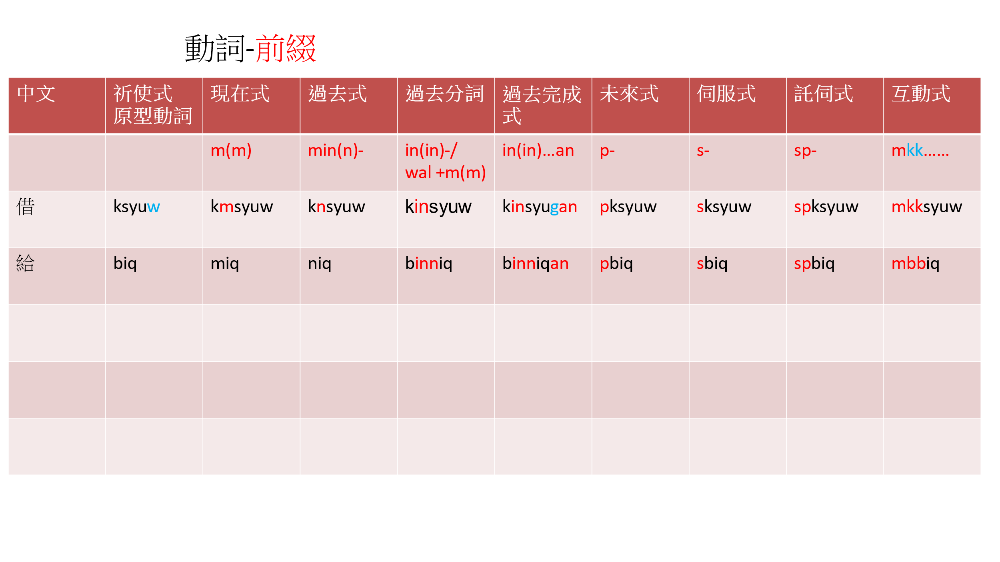 動詞-前綴
中文 祈使式 現在式 過去式 過去分詞 過去完成 未來式 伺服式 託伺式 互動式
原型動詞 式
m(m) min(n)- in(in)-/ in(in)...an p- s- sp- mkk......
wal +m(m)
借 ksyuw kmsyuw knsyuw kinsyuw kinsyugan pksyuw sksyuw spksyuw mkksyuw
給 biq miq niq binniq binniqan pbiq sbiq spbiq mbbiq